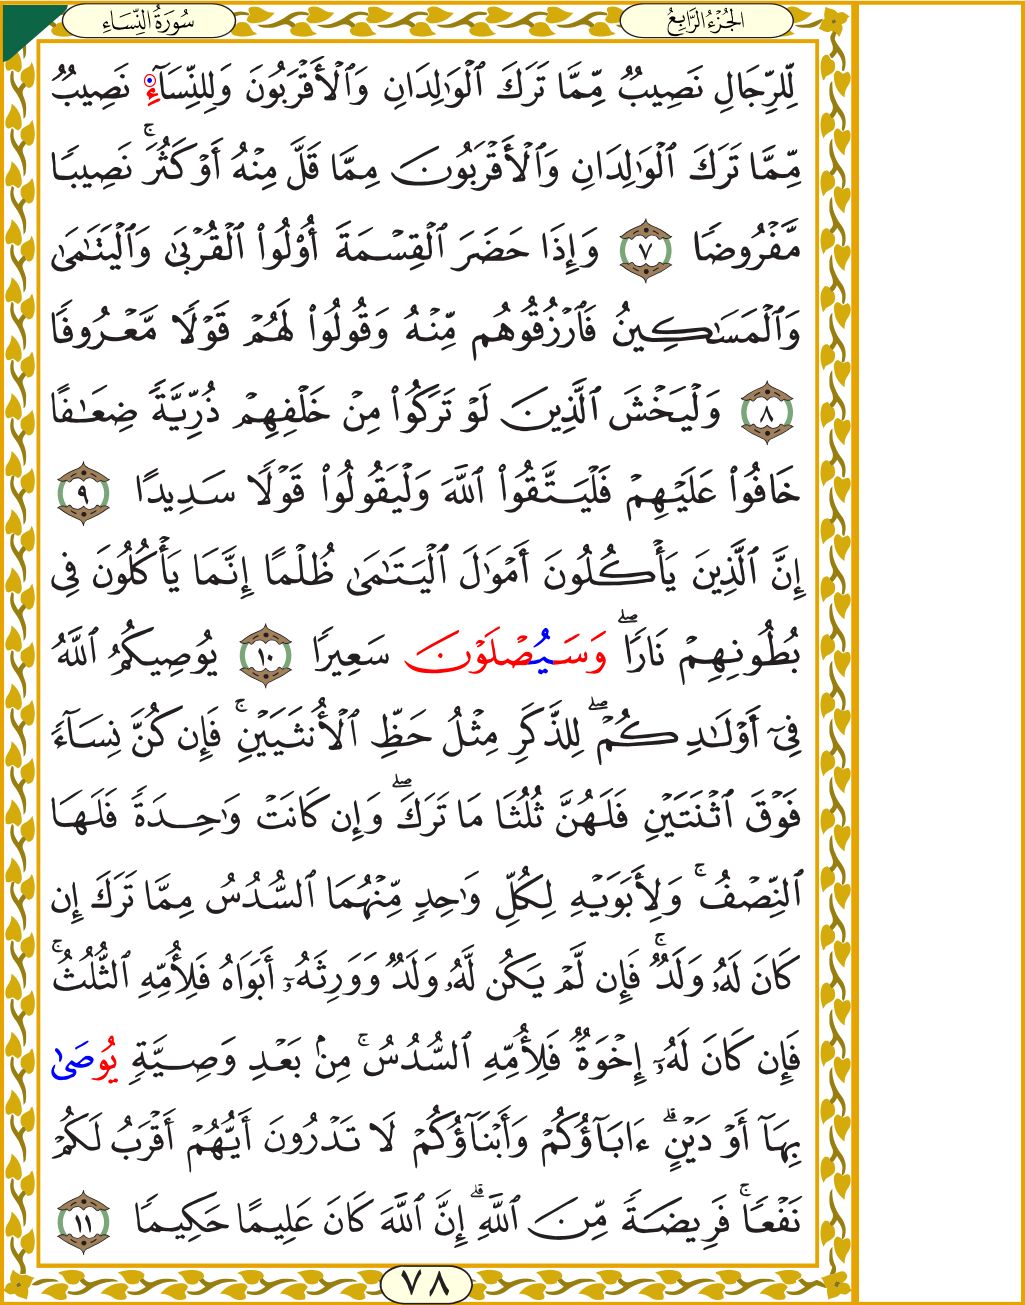 سُورَةُ النِّسَاءِ
الجُزْءُ الرَّابِعُ
لِّلرِّجَالِ نَصِيبٌ مِّمَّا تَرَكَ ٱلْوَٰلِدَانِ وَٱلْأَقْرَبُونَ وَلِلنِّسَآءِ نَصِيبٌ
مِّمَّا تَرَكَ ٱلْوَٰلِدَانِ وَٱلْأَقْرَبُونَ مِمَّا قَلَّ مِنْهُ أَوْ كَثُرَ ۚ نَصِيبًا
مَّفْرُوضًا ٧ وَإِذَا حَضَرَ ٱلْقِسْمَةَ أُو۟لُوا۟ ٱلْقُرْبَىٰ وَٱلْيَتَٰمَىٰ
وَٱلْمَسَٰكِينُ فَٱرْزُقُوهُم مِّنْهُ وَقُولُوا۟ لَهُمْ قَوْلًا مَّعْرُوفًا
٨ وَلْيَخْشَ ٱلَّذِينَ لَوْ تَرَكُوا۟ مِنْ خَلْفِهِمْ ذُرِّيَّةً ضِعَٰفًا
خَافُوا۟ عَلَيْهِمْ فَلْيَتَّقُوا۟ ٱللَّهَ وَلْيَقُولُوا۟ قَوْلًا سَدِيدًا ٩
إِنَّ ٱلَّذِينَ يَأْكُلُونَ أَمْوَٰلَ ٱلْيَتَٰمَىٰ ظُلْمًا إِنَّمَا يَأْكُلُونَ فِى
بُطُونِهِمْ نَارًا ۖ وَسَيُصْلَوْنَ سَعِيرًا ١٠ يُوصِيكُمُ ٱللَّهُ
فِىٓ أَوْلَٰدِكُمْ ۖ لِلذَّكَرِ مِثْلُ حَظِّ ٱلْأُنثَيَيْنِ ۚ فَإِن كُنَّ نِسَآءً
فَوْقَ ٱثْنَتَيْنِ فَلَهُنَّ ثُلُثَا مَا تَرَكَ ۖ وَإِن كَانَتْ وَٰحِدَةً فَلَهَا
ٱلنِّصْفُ ۚ وَلِأَبَوَيْهِ لِكُلِّ وَٰحِدٍ مِّنْهُمَا ٱلسُّدُسُ مِمَّا تَرَكَ إِن
كَانَ لَهُۥ وَلَدٌ ۚ فَإِن لَّمْ يَكُن لَّهُۥ وَلَدٌ وَوَرِثَهُۥٓ أَبَوَاهُ فَلِأُمِّهِ ٱلثُّلُثُ ۚ
فَإِن كَانَ لَهُۥٓ إِخْوَةٌ فَلِأُمِّهِ ٱلسُّدُسُ ۚ مِنۢ بَعْدِ وَصِيَّةٍ يُوصَىٰ
بِهَآ أَوْ دَيْنٍ ۗ ءَابَآؤُكُمْ وَأَبْنَآؤُكُمْ لَا تَدْرُونَ أَيُّهُمْ أَقْرَبُ لَكُمْ
نَفْعًا ۚ فَرِيضَةً مِّنَ ٱللَّهِ ۗ إِنَّ ٱللَّهَ كَانَ عَلِيمًا حَكِيمًا ١١
٧٨